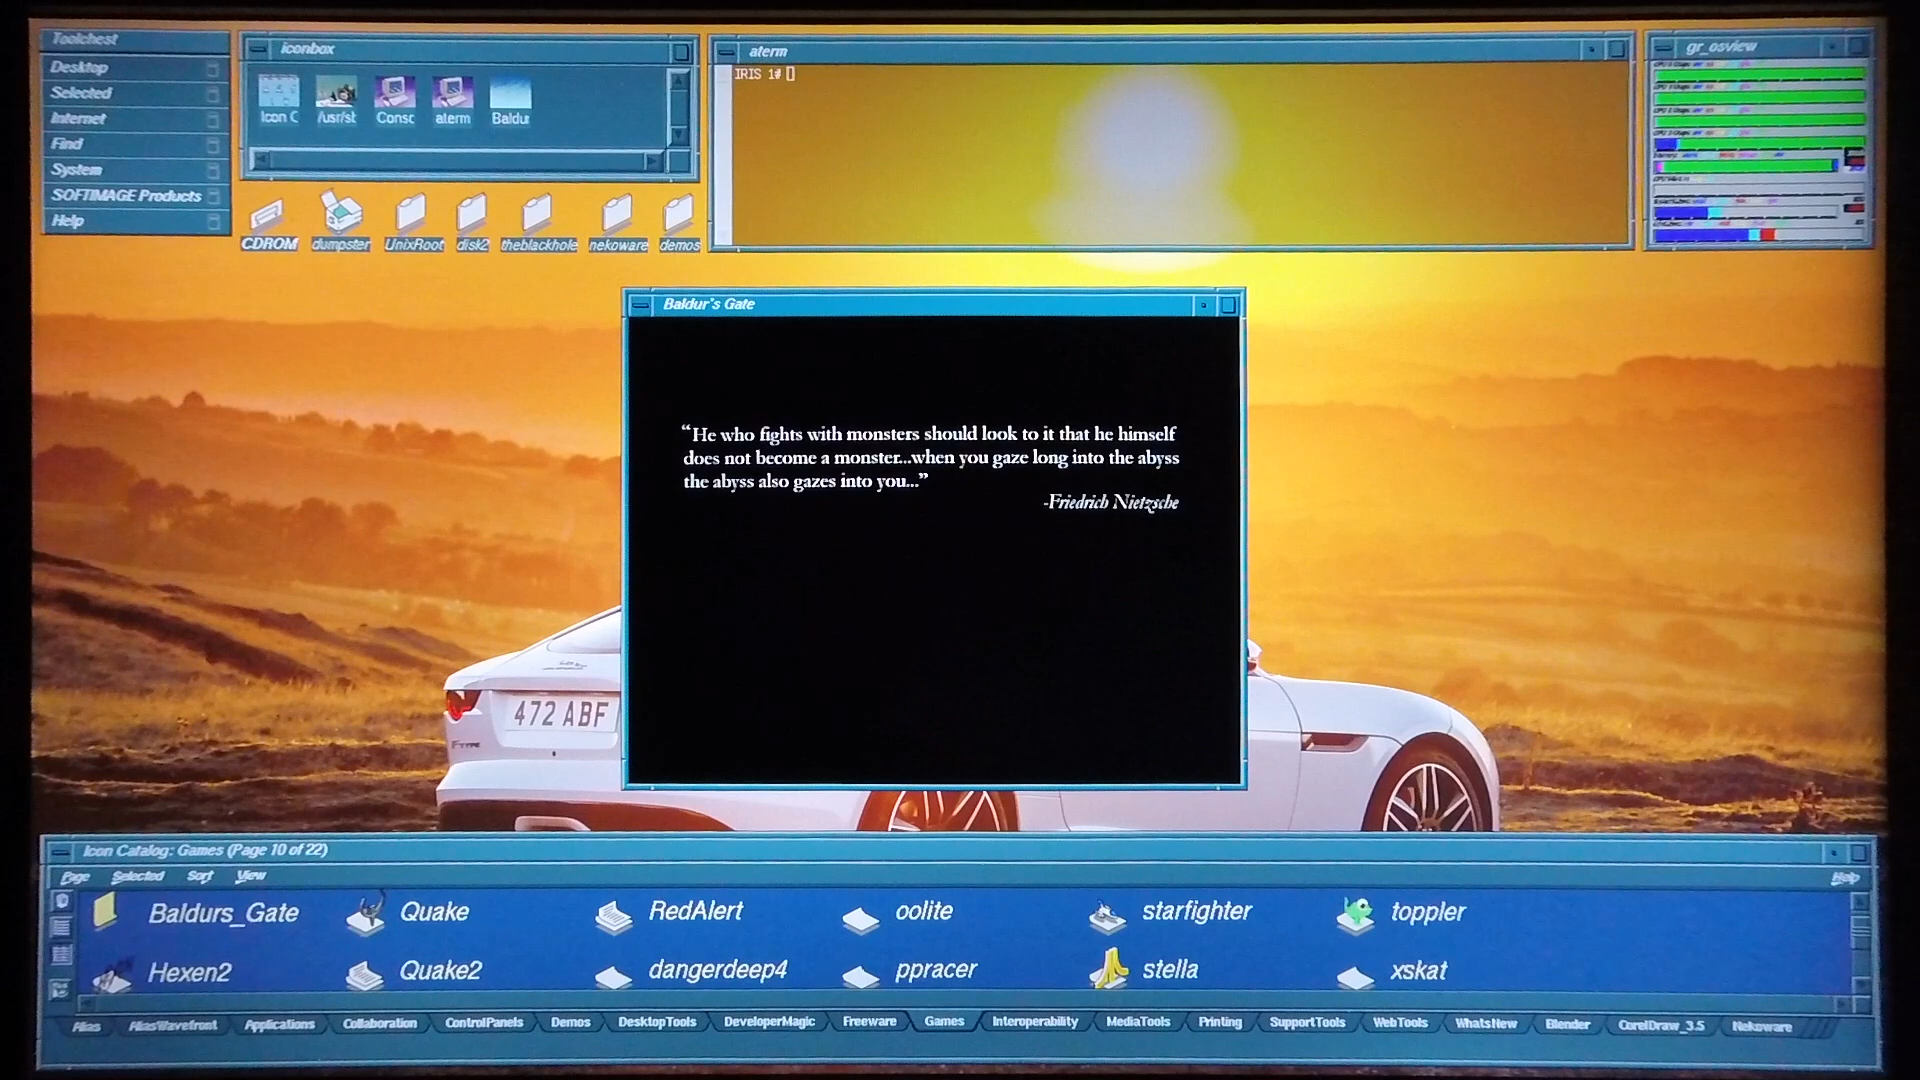 Toolchest
Desktop
Selected
Internet
Find
System
SOFTIMAGE Products
Help
iconbox
Icon C
/usr/st
Consc
aterm
Baldur
CDROM
dumpster
UnixRoot
disk2
theblackhole
nekoware
demos
aterm
IRIS 1#
gr_osview
Baldur's Gate
“He who fights with monsters should look to it that he himself
does not become a monster...when you gaze long into the abyss
the abyss also gazes into you...”
-Friedrich Nietzsche
472 ABF
F-TYPE
Icon Catalog: Games (Page 10 of 22)
Page Selected Sort View Help
Baldurs_Gate Quake RedAlert oolite starfighter toppler
Hexen2 Quake2 dangerdeep4 ppracer stella xskat
Alias AliasWavefront Applications Collaboration ControlPanels Demos DesktopTools DeveloperMagic Freeware Games Interoperability MediaTools Printing SupportTools WebTools WhatsNew Blender CorelDraw_3.5 Nekoware